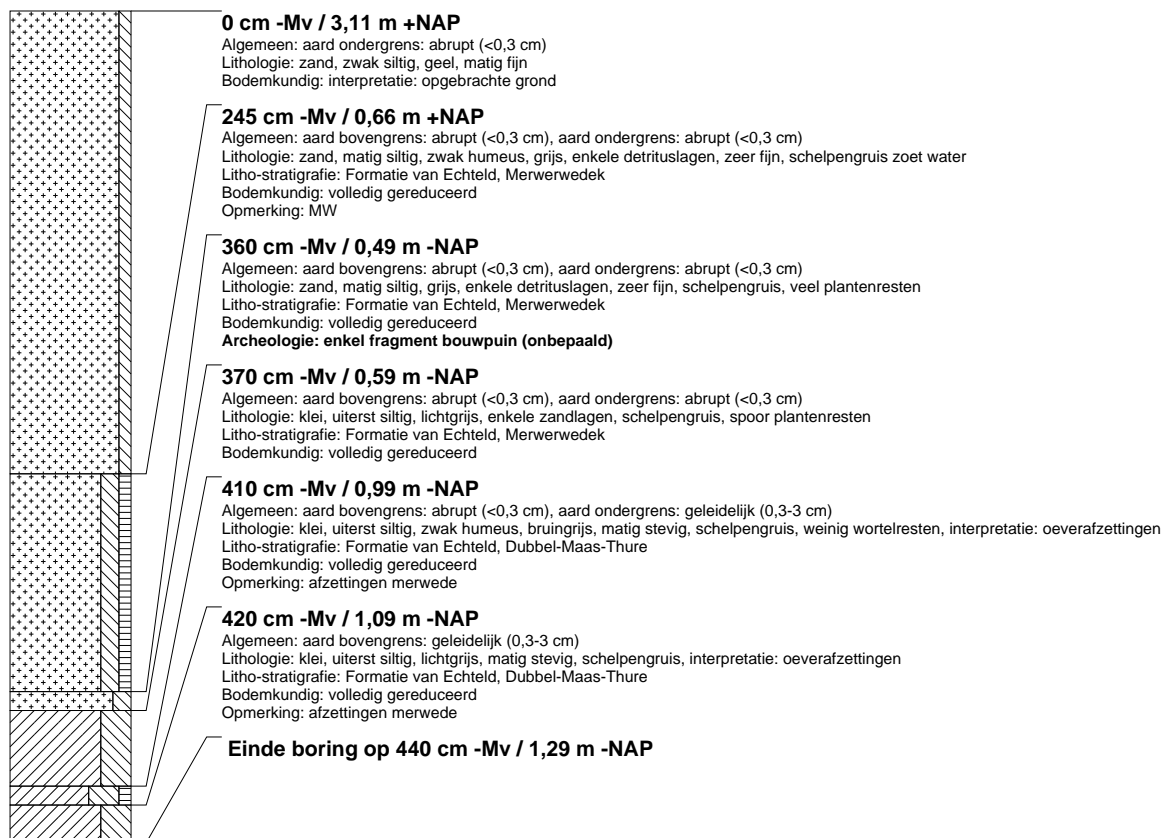 0 cm -Mv / 3,11 m +NAP
Algemeen: aard ondergrens: abrupt (<0,3 cm)
Lithologie: zand, zwak siltig, geel, matig fijn
Bodemkundig: interpretatie: opgebrachte grond
245 cm -Mv / 0,66 m +NAP
Algemeen: aard bovengrens: abrupt (<0,3 cm), aard ondergrens: abrupt (<0,3 cm)
Lithologie: zand, matig siltig, zwak humeus, grijs, enkele detrituslagen, zeer fijn, schelpengruis zoet water
Litho-stratigrafie: Formatie van Echteld, Merwerwedek
Bodemkundig: volledig gereduceerd
Opmerking: MW
360 cm -Mv / 0,49 m -NAP
Algemeen: aard bovengrens: abrupt (<0,3 cm), aard ondergrens: abrupt (<0,3 cm)
Lithologie: zand, matig siltig, grijs, enkele detrituslagen, zeer fijn, schelpengruis, veel plantenresten
Litho-stratigrafie: Formatie van Echteld, Merwerwedek
Bodemkundig: volledig gereduceerd
Archeologie: enkel fragment bouwpuin (onbepaald)
370 cm -Mv / 0,59 m -NAP
Algemeen: aard bovengrens: abrupt (<0,3 cm), aard ondergrens: abrupt (<0,3 cm)
Lithologie: klei, uiterst siltig, lichtgrijs, enkele zandlagen, schelpengruis, spoor plantenresten
Litho-stratigrafie: Formatie van Echteld, Merwerwedek
Bodemkundig: volledig gereduceerd
410 cm -Mv / 0,99 m -NAP
Algemeen: aard bovengrens: abrupt (<0,3 cm), aard ondergrens: geleidelijk (0,3-3 cm)
Lithologie: klei, uiterst siltig, zwak humeus, bruingrijs, matig stevig, schelpengruis, weinig wortelresten, interpretatie: oeverafzettingen
Litho-stratigrafie: Formatie van Echteld, Dubbel-Maas-Thure
Bodemkundig: volledig gereduceerd
Opmerking: afzettingen merwede
420 cm -Mv / 1,09 m -NAP
Algemeen: aard bovengrens: geleidelijk (0,3-3 cm)
Lithologie: klei, uiterst siltig, lichtgrijs, matig stevig, schelpengruis, interpretatie: oeverafzettingen
Litho-stratigrafie: Formatie van Echteld, Dubbel-Maas-Thure
Bodemkundig: volledig gereduceerd
Opmerking: afzettingen merwede
Einde boring op 440 cm -Mv / 1,29 m -NAP